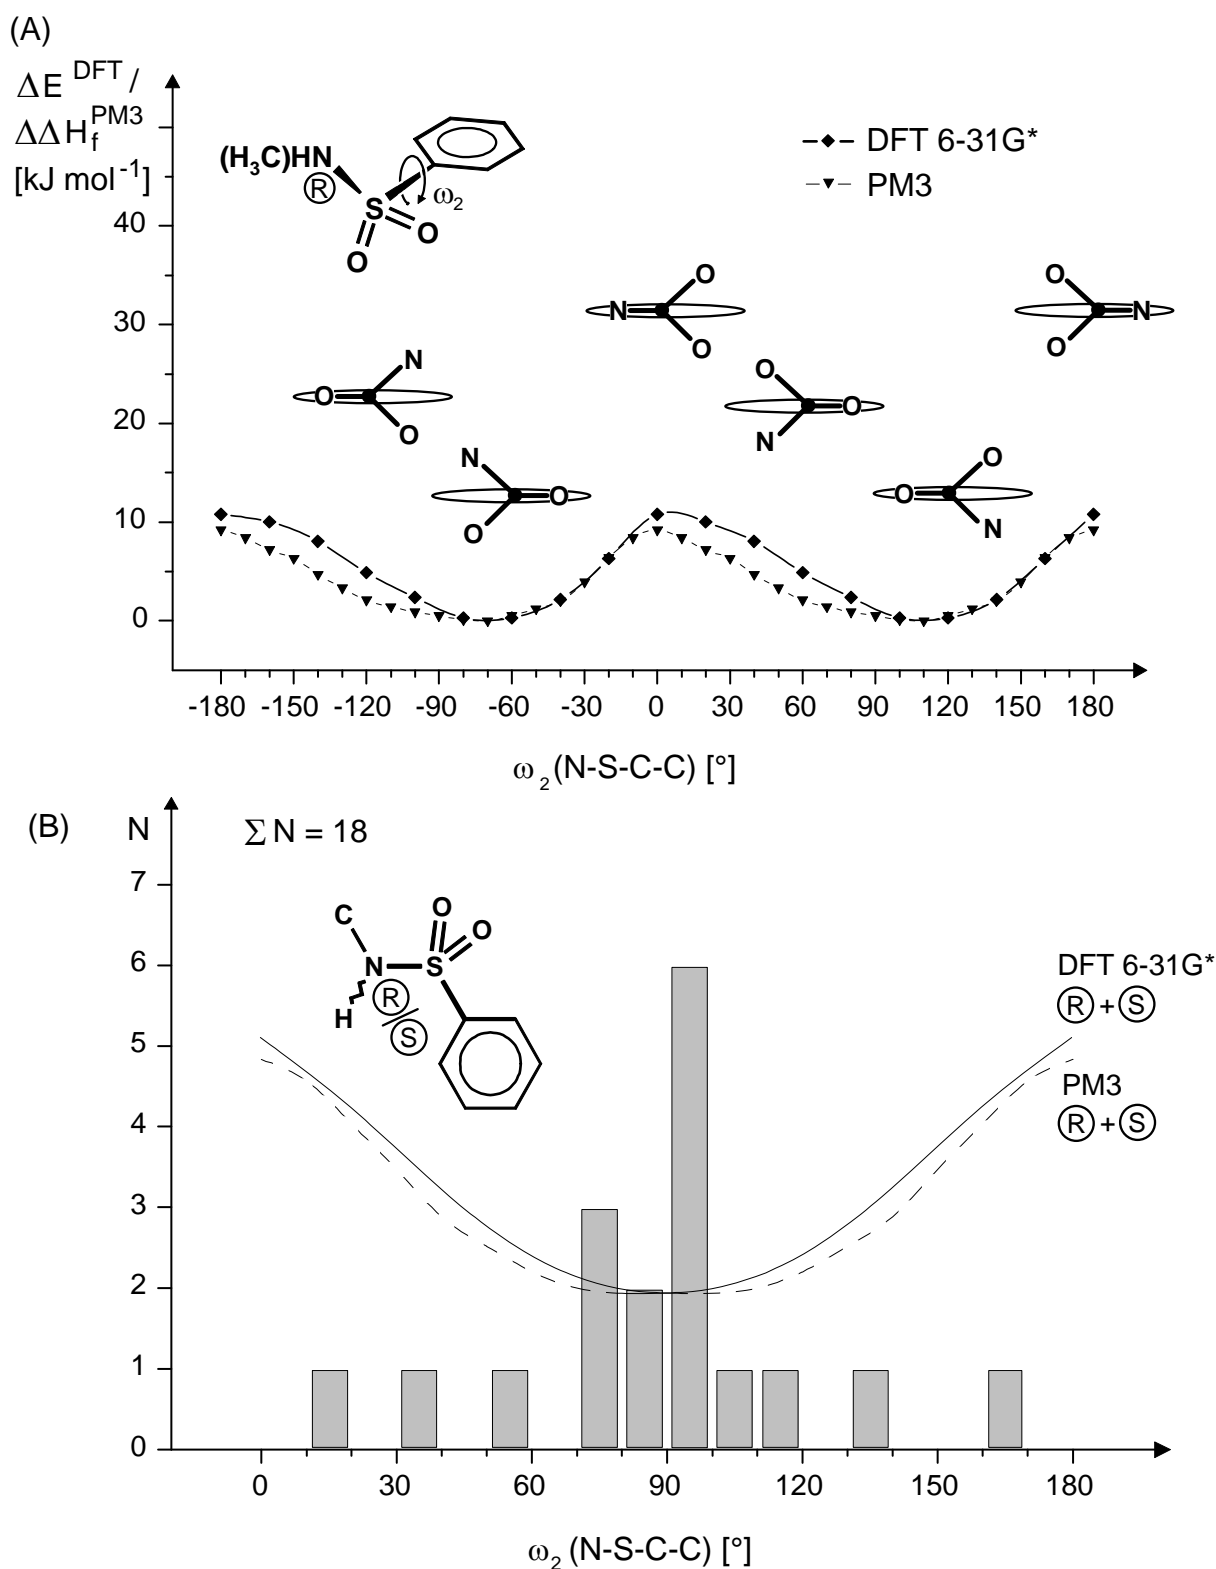 (A)
ΔE DFT /
ΔΔH_f^PM3
[kJ mol⁻¹]
DFT 6-31G*
PM3
(H₃C)HN
R
S
ω₂
O
O
40
30
20
10
0
O
N
O
O
N
O
O
N
O
O
O
N
N
O
O
O
O
N
-180 -150 -120 -90 -60 -30 0 30 60 90 120 150 180
ω₂(N-S-C-C) [°]
(B)
N
Σ N = 18
7
6
5
4
3
2
1
0
C
O
O
N
S
H
R
S
DFT 6-31G*
R + S
PM3
R + S
0 30 60 90 120 150 180
ω₂ (N-S-C-C) [°]